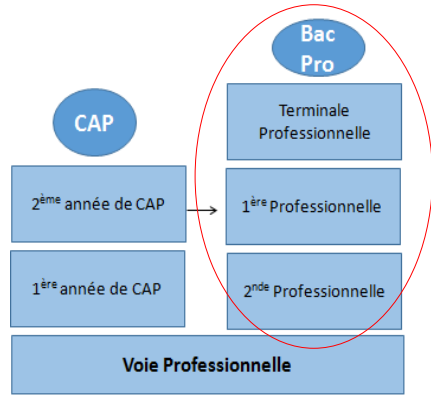 Bac
Pro
CAP
Terminale
Professionnelle
2ème année de CAP
1ère Professionnelle
1ère année de CAP
2nde Professionnelle
Voie Professionnelle